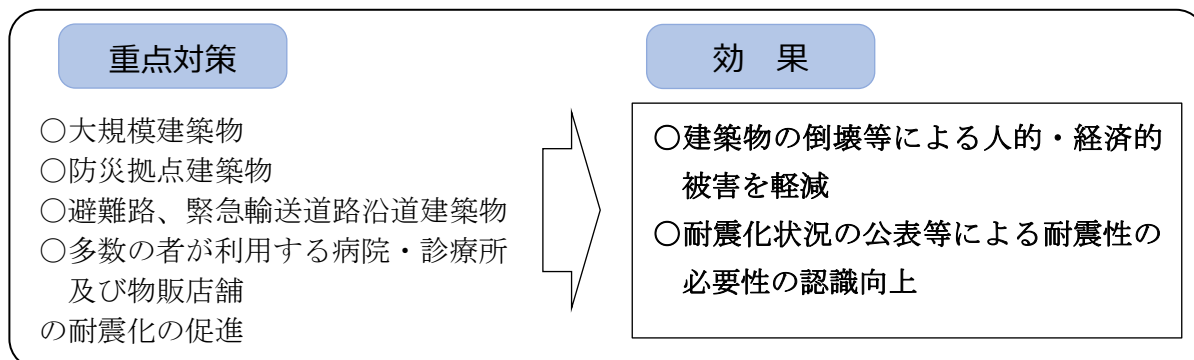 重点対策
○大規模建築物
○防災拠点建築物
○避難路、緊急輸送道路沿道建築物
○多数の者が利用する病院・診療所
及び物販店舗
の耐震化の促進
効　果
○建築物の倒壊等による人的・経済的
被害を軽減
○耐震化状況の公表等による耐震性の
必要性の認識向上